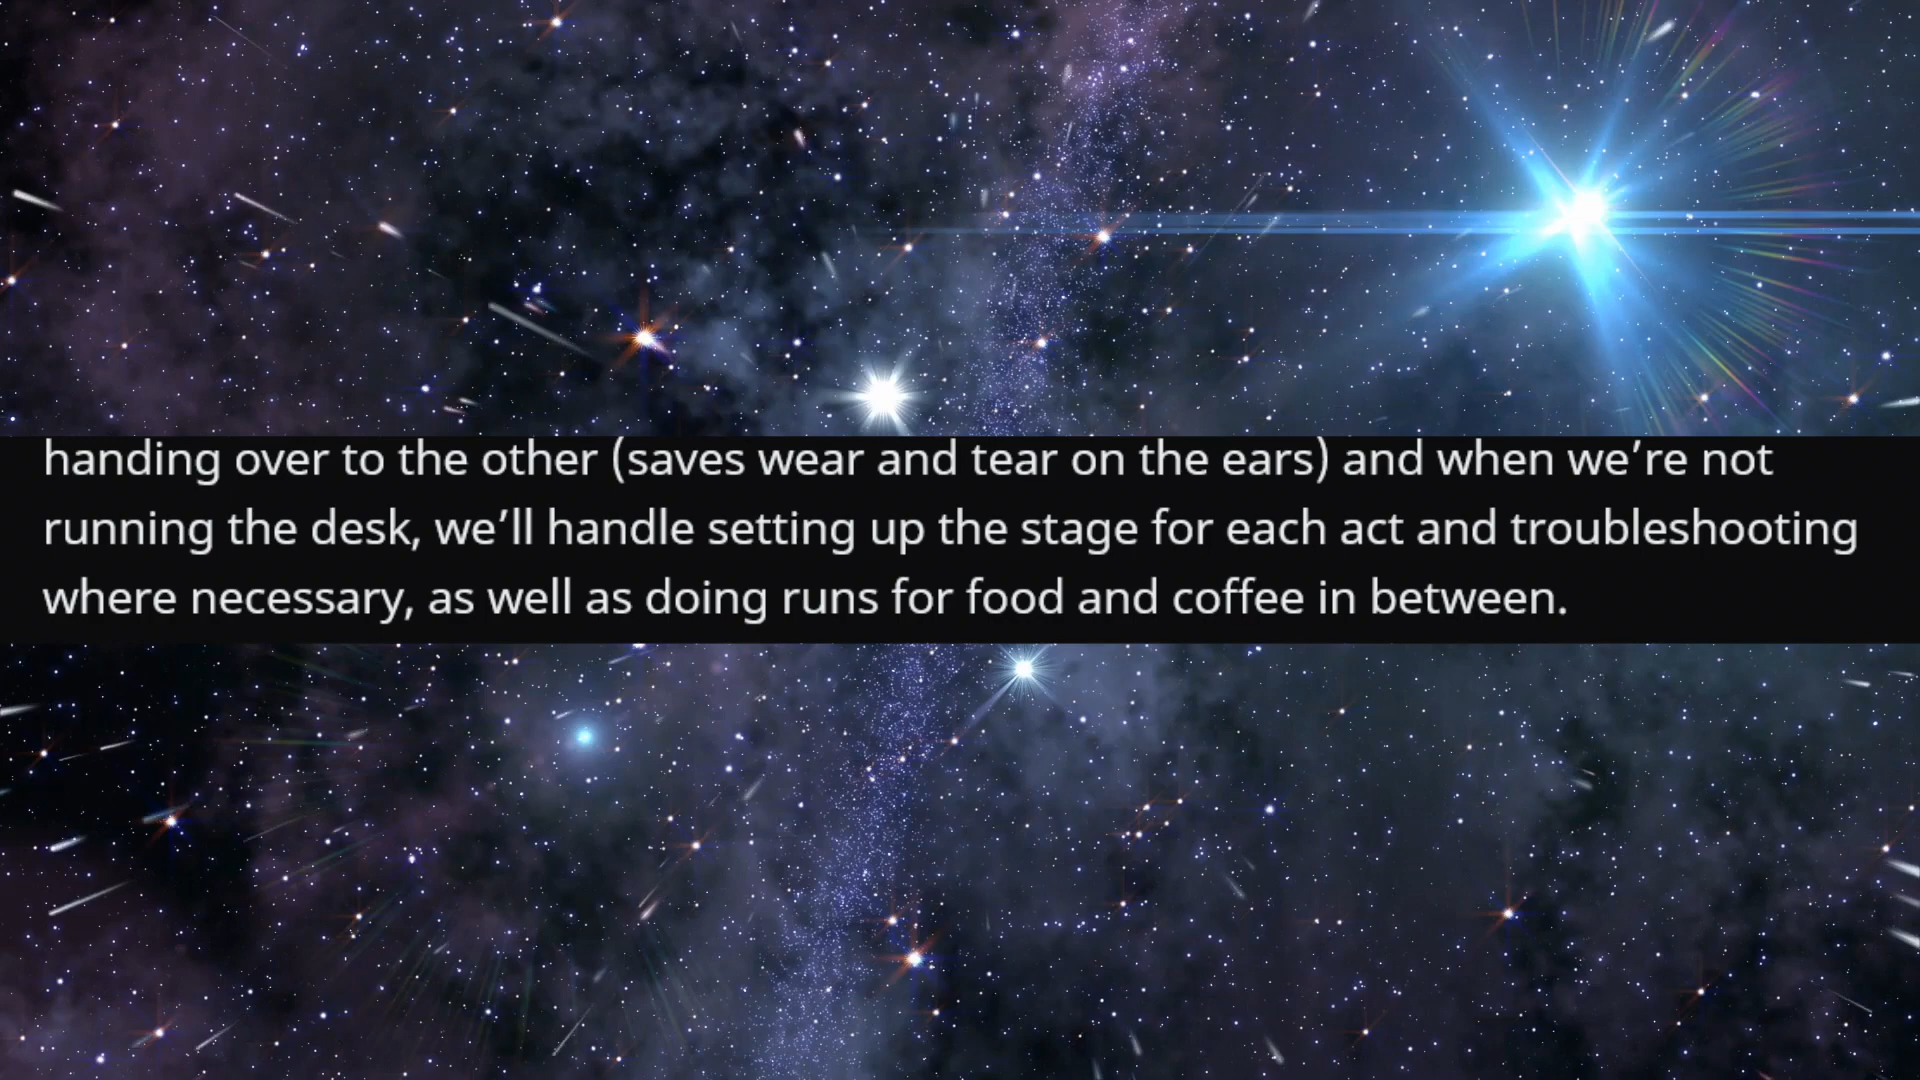 handing over to the other (saves wear and tear on the ears) and when we’re not
running the desk, we’ll handle setting up the stage for each act and troubleshooting
where necessary, as well as doing runs for food and coffee in between.